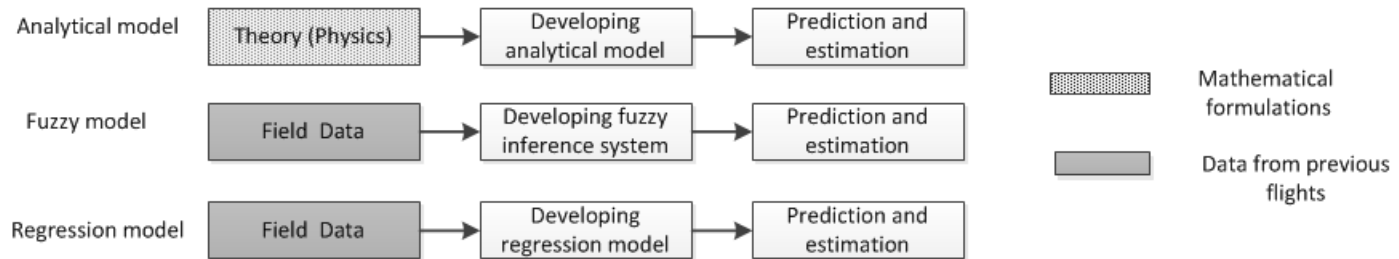 Analytical model
Theory (Physics)
Developing
analytical model
Prediction and
estimation
Fuzzy model
Field Data
Developing fuzzy
inference system
Prediction and
estimation
Regression model
Field Data
Developing
regression model
Prediction and
estimation
Mathematical
formulations
Data from previous
flights